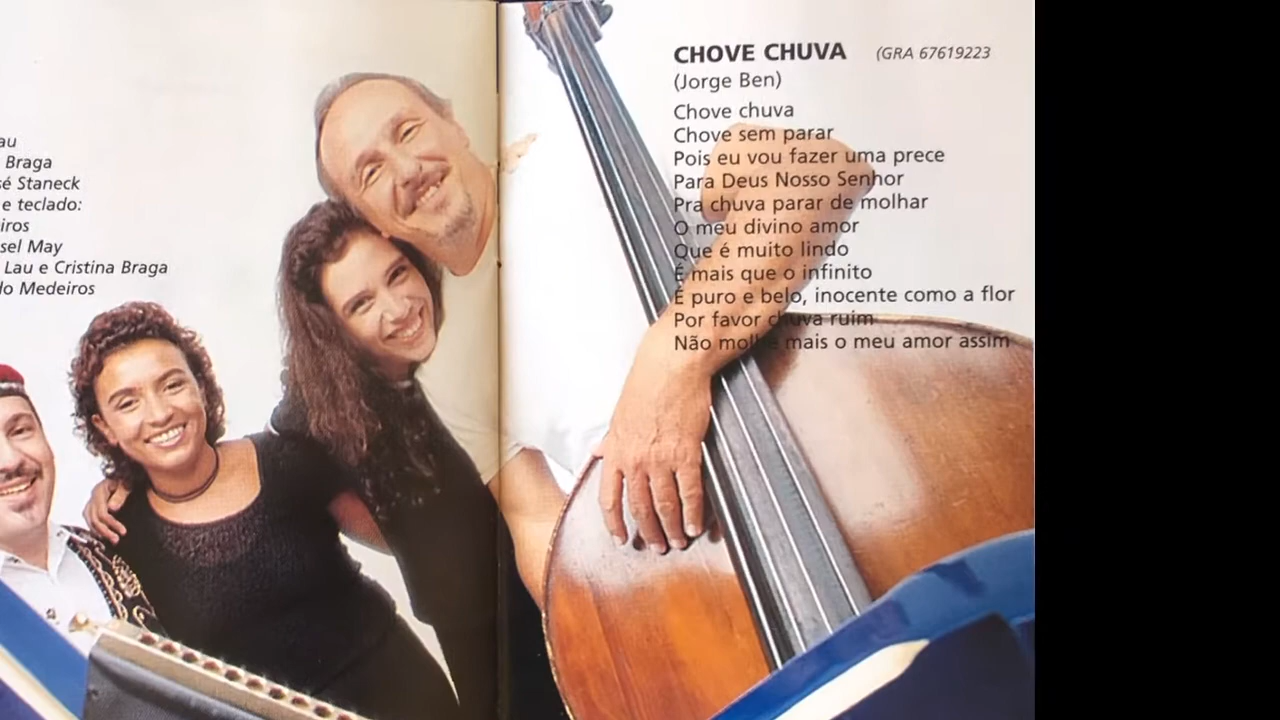 au
Braga
sé Staneck
e teclado:
iros
sel May
Lau e Cristina Braga
do Medeiros
CHOVE CHUVA (GRA 67619223
(Jorge Ben)
Chove chuva
Chove sem parar
Pois eu vou fazer uma prece
Para Deus Nosso Senhor
Pra chuva parar de molhar
O meu divino amor
Que é muito lindo
É mais que o infinito
É puro e belo, inocente como a flor
Por favor chuva ruim
Não molhe mais o meu amor assim